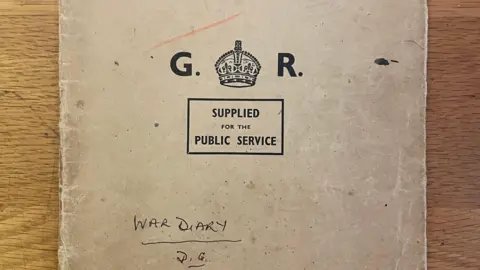 G. R.
SUPPLIED
FOR THE
PUBLIC SERVICE
WAR DIARY
D.G.